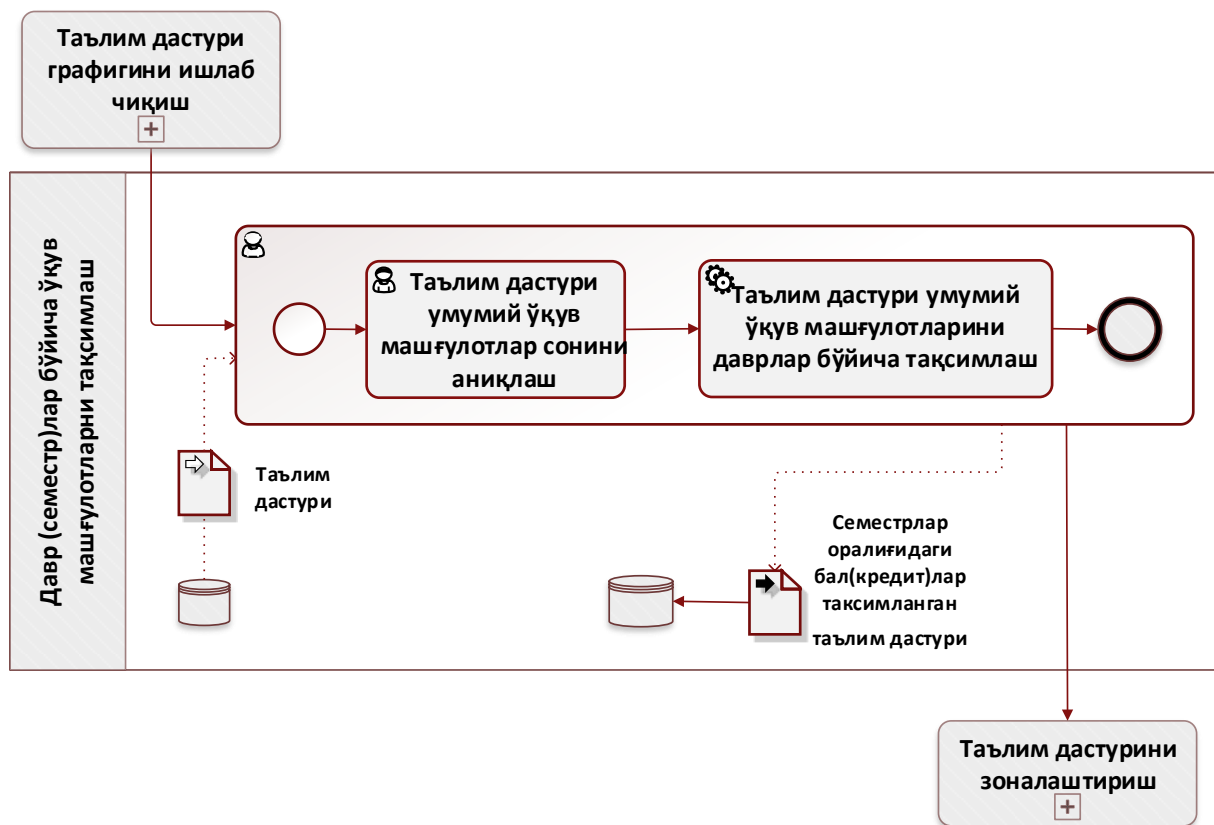 Таълим дастури
графигини ишлаб
чиқиш
Давр (семестр)лар бўйича ўқув
машғулотларни тақсимлаш
Таълим дастури
умумий ўқув
машғулотлар сонини
аниқлаш
Таълим дастури умумий
ўқув машғулотларини
даврлар бўйича тақсимлаш
Таълим
дастури
Семестрлар
оралиғидаги
бал(кредит)лар
таксимланган
таълим дастури
Таълим дастурини
зоналаштириш